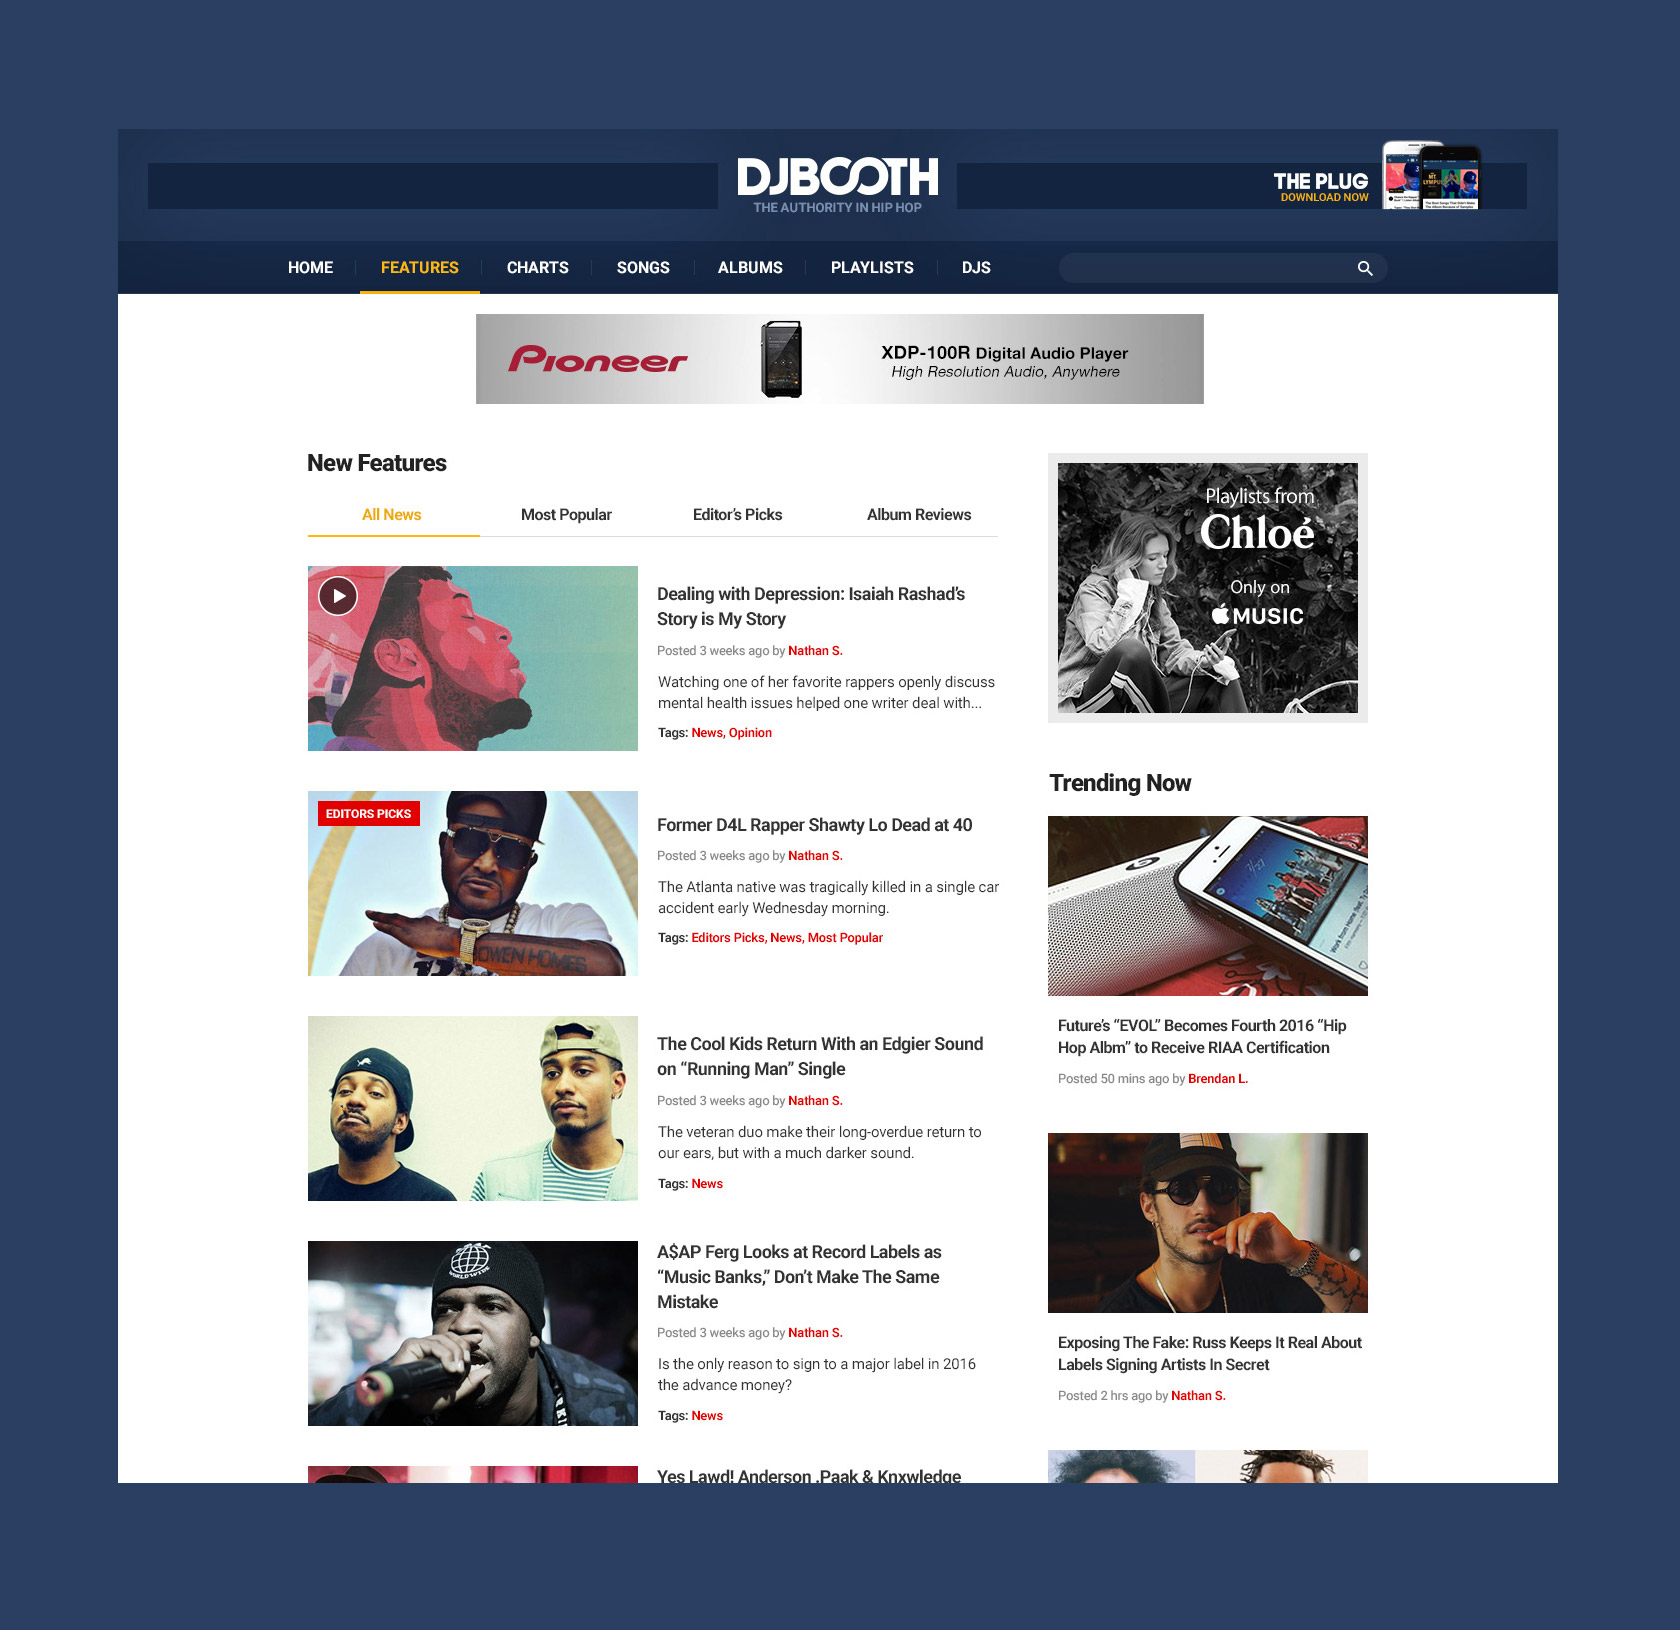 DJBOOTH
THE AUTHORITY IN HIP HOP
THE PLUG
DOWNLOAD NOW
HOME
FEATURES
CHARTS
SONGS
ALBUMS
PLAYLISTS
DJS
Pioneer
XDP-100R Digital Audio Player
High Resolution Audio, Anywhere
New Features
All News
Most Popular
Editor's Picks
Album Reviews
Dealing with Depression: Isaiah Rashad's
Story is My Story
Posted 3 weeks ago by Nathan S.
Watching one of her favorite rappers openly discuss
mental health issues helped one writer deal with...
Tags: News, Opinion
EDITORS PICKS
BOWEN HOMES
Former D4L Rapper Shawty Lo Dead at 40
Posted 3 weeks ago by Nathan S.
The Atlanta native was tragically killed in a single car
accident early Wednesday morning.
Tags: Editors Picks, News, Most Popular
The Cool Kids Return With an Edgier Sound
on “Running Man” Single
Posted 3 weeks ago by Nathan S.
The veteran duo make their long-overdue return to
our ears, but with a much darker sound.
Tags: News
WORLDWIDE
A$AP Ferg Looks at Record Labels as
“Music Banks,” Don't Make The Same
Mistake
Posted 3 weeks ago by Nathan S.
Is the only reason to sign to a major label in 2016
the advance money?
Tags: News
Yes Lawd! Anderson .Paak & Knxwledge
Playlists from
Chloé
Only on
MUSIC
Trending Now
7/27
Work from home
Future's “EVOL” Becomes Fourth 2016 “Hip
Hop Albm” to Receive RIAA Certification
Posted 50 mins ago by Brendan L.
Exposing The Fake: Russ Keeps It Real About
Labels Signing Artists In Secret
Posted 2 hrs ago by Nathan S.